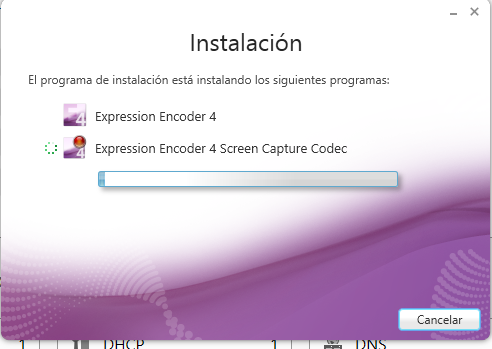 Instalación
El programa de instalación está instalando los siguientes programas:
Expression Encoder 4
Expression Encoder 4 Screen Capture Codec
Cancelar
1 DHCP 1 DNS